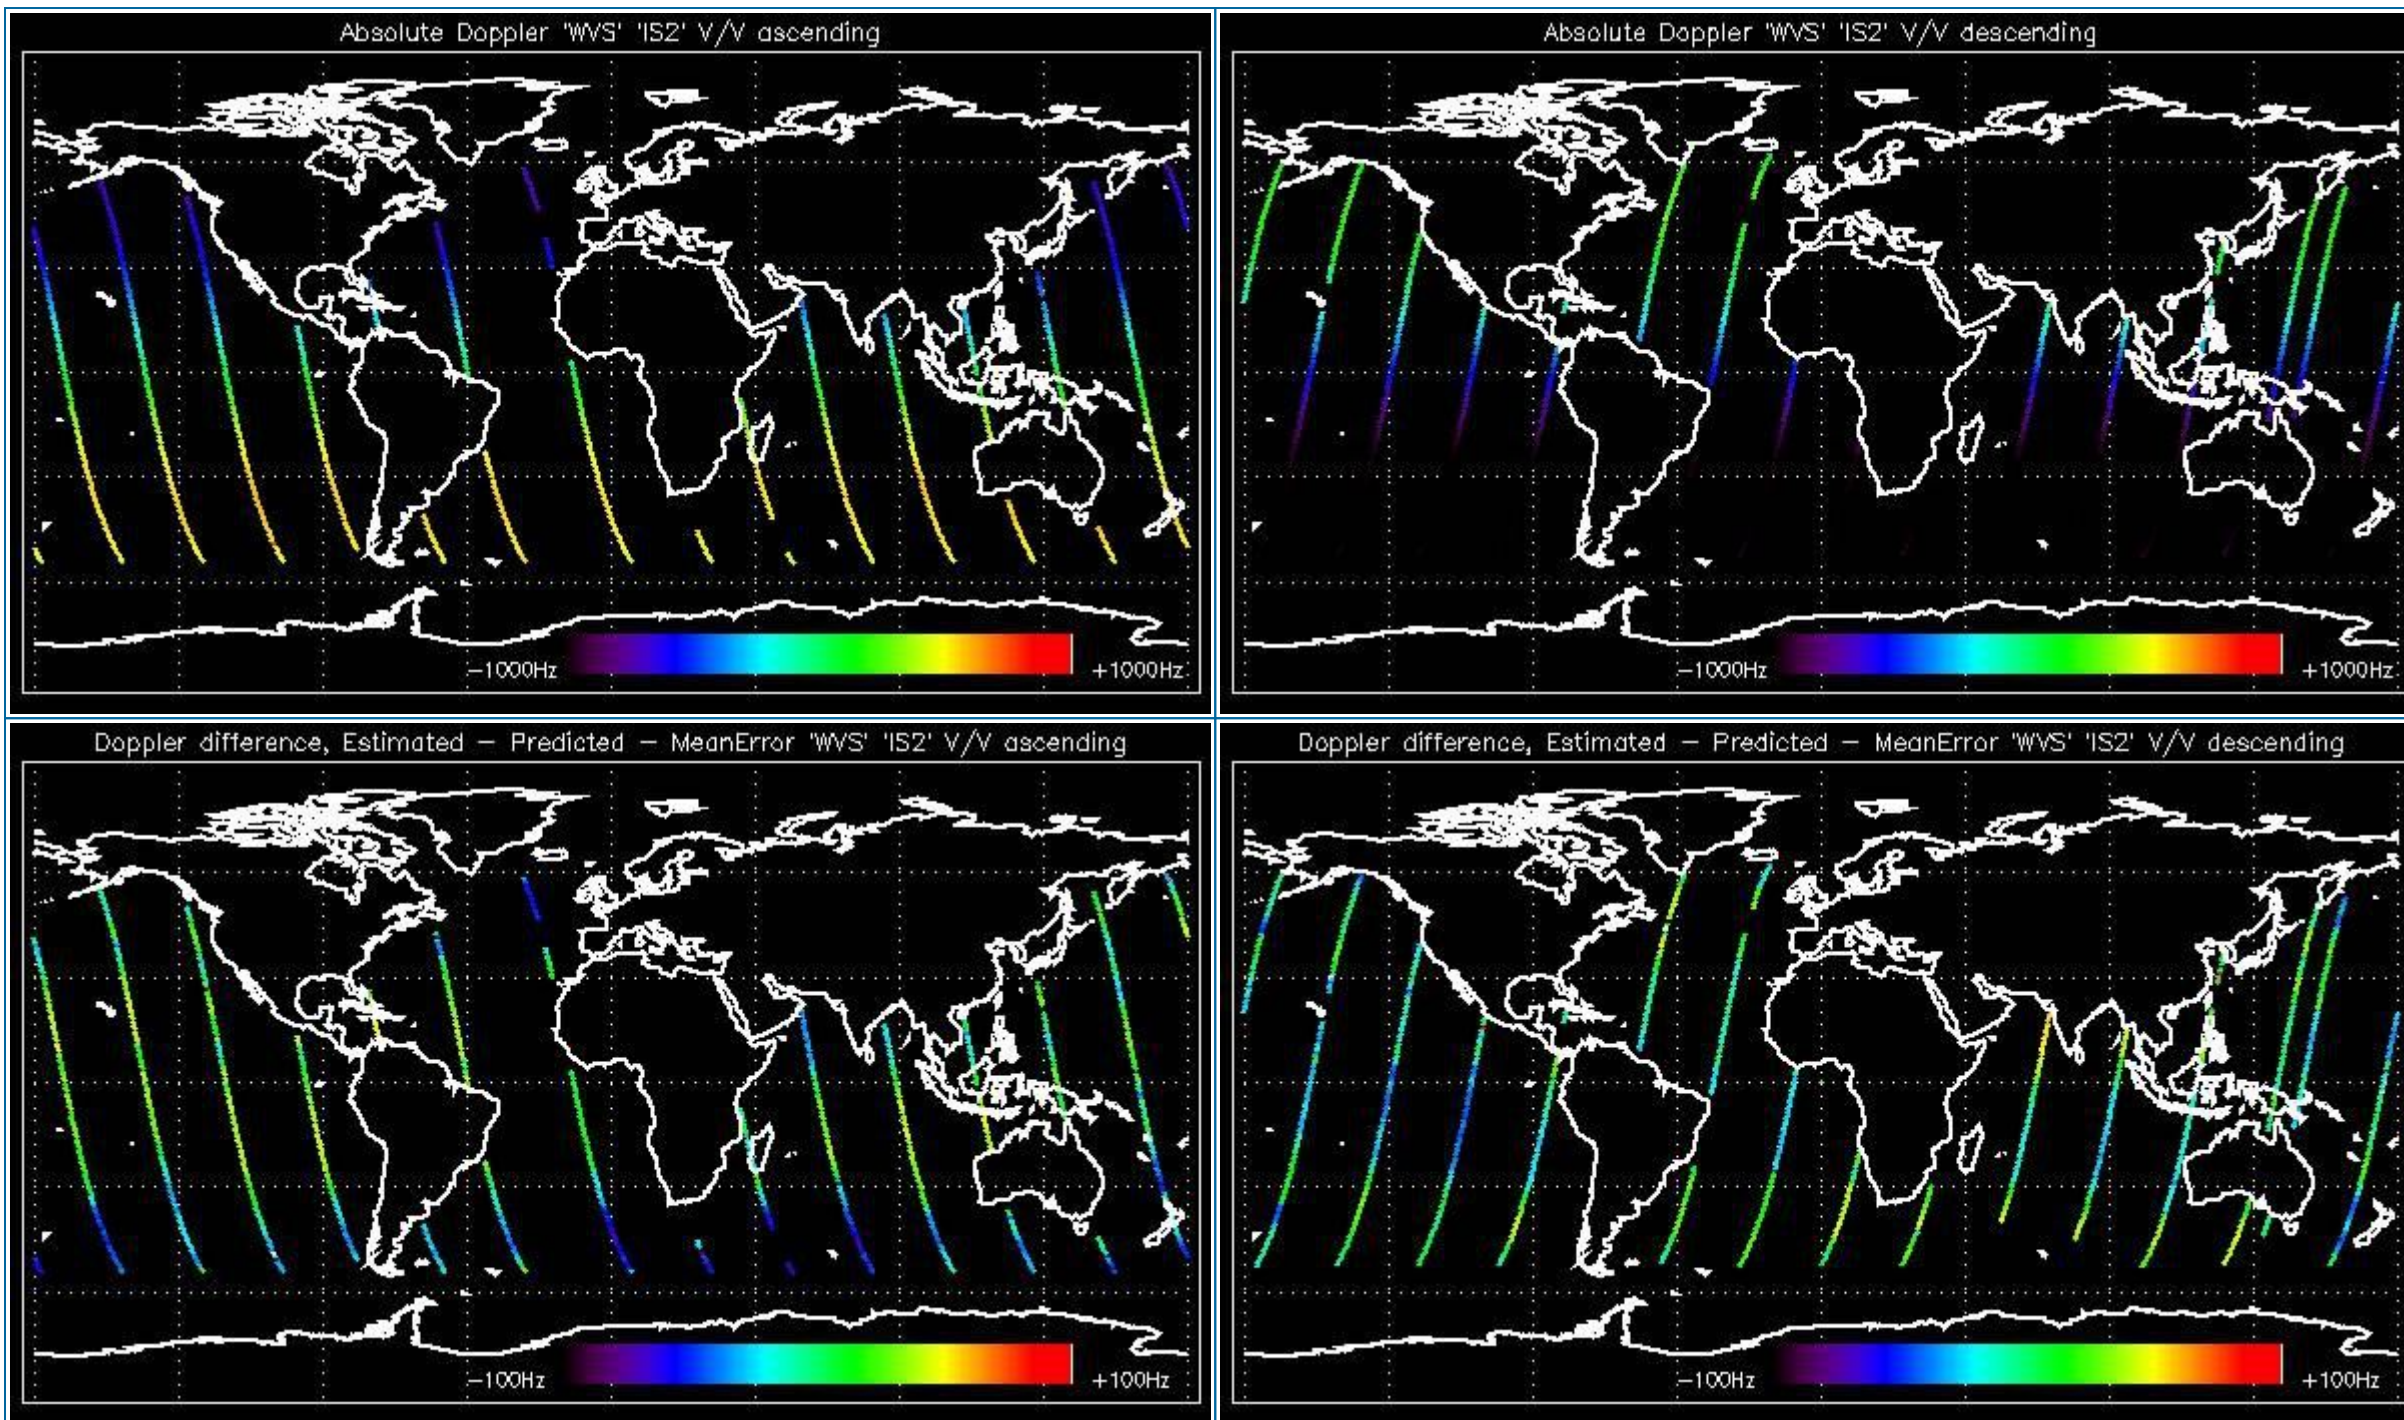 Absolute Doppler 'WVS' 'IS2' V/V ascending
-1000Hz
+1000Hz
Absolute Doppler 'WVS' 'IS2' V/V descending
-1000Hz
+1000Hz
Doppler difference, Estimated - Predicted - MeanError 'WVS' 'IS2' V/V ascending
-100Hz
+100Hz
Doppler difference, Estimated - Predicted - MeanError 'WVS' 'IS2' V/V descending
-100Hz
+100Hz